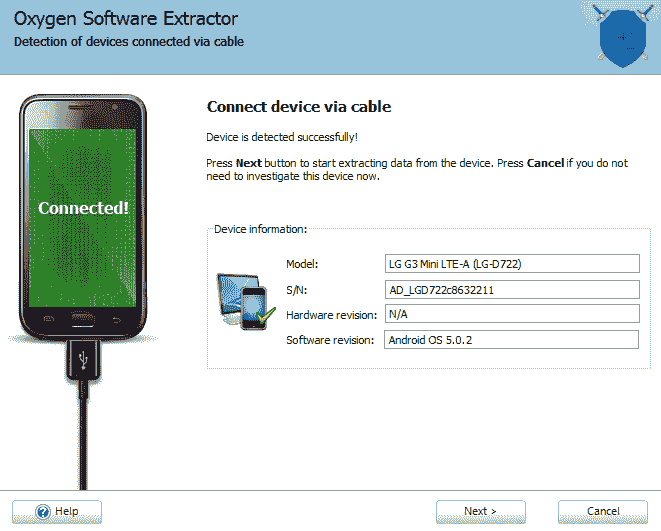 Oxygen Software Extractor
Detection of devices connected via cable
Connected!
Connect device via cable
Device is detected successfully!
Press Next button to start extracting data from the device. Press Cancel if you do not
need to investigate this device now.
Device information:
Model: LG G3 Mini LTE-A (LG-D722)
S/N: AD_LGD722c8632211
Hardware revision: N/A
Software revision: Android OS 5.0.2
Help
Next >
Cancel